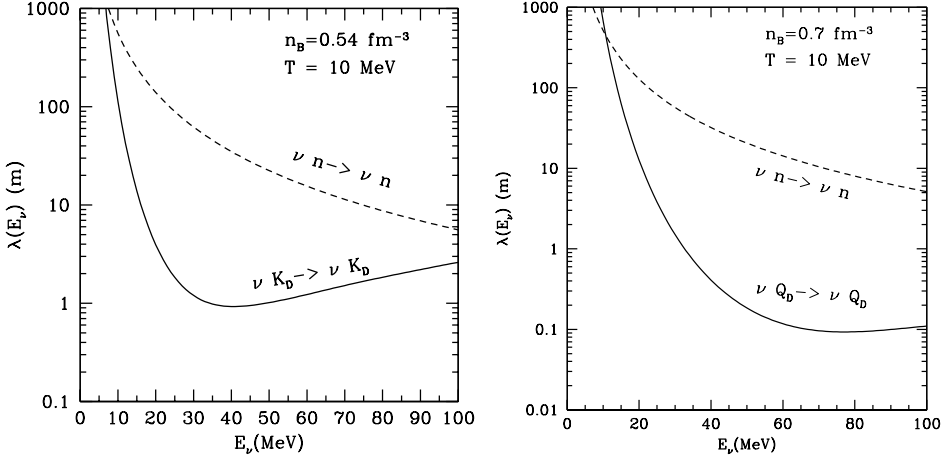 1000
100
10
1
0.1
λ(E_ν) (m)
n_B=0.54 fm⁻³
T = 10 MeV
ν n-> ν n
ν K_D-> ν K_D
0 10 20 30 40 50 60 70 80 90 100
E_ν(MeV)
1000
100
10
1
0.1
0.01
λ(E_ν) (m)
n_B=0.7 fm⁻³
T = 10 MeV
ν n-> ν n
ν Q_D-> ν Q_D
0 20 40 60 80 100
E_ν(MeV)